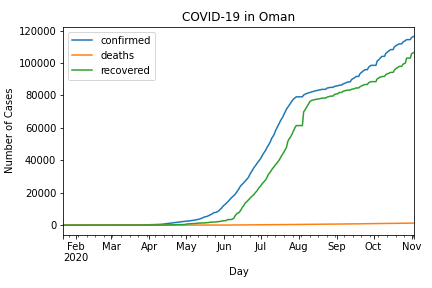 COVID-19 in Oman
120000
100000
80000
60000
40000
20000
0
Number of Cases
confirmed
deaths
recovered
Feb Mar Apr May Jun Jul Aug Sep Oct Nov
2020
Day